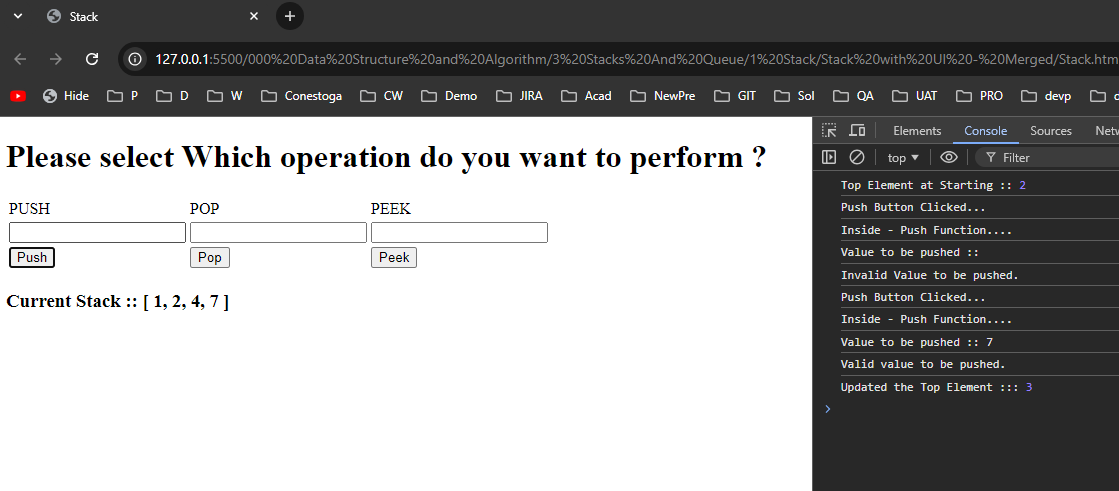 Stack
127.0.0.1:5500/000%20Data%20Structure%20and%20Algorithm/3%20Stacks%20And%20Queue/1%20Stack/Stack%20with%20UI%20-%20Merged/Stack.htm
Hide P D W Conestoga CW Demo JIRA Acad NewPre GIT Sol QA UAT PRO devp
Please select Which operation do you want to perform ?
PUSH POP PEEK
Push Pop Peek
Current Stack :: [ 1, 2, 4, 7 ]
Elements Console Sources Netw
top Filter
Top Element at Starting :: 2
Push Button Clicked...
Inside - Push Function....
Value to be pushed ::
Invalid Value to be pushed.
Push Button Clicked...
Inside - Push Function....
Value to be pushed :: 7
Valid value to be pushed.
Updated the Top Element ::: 3